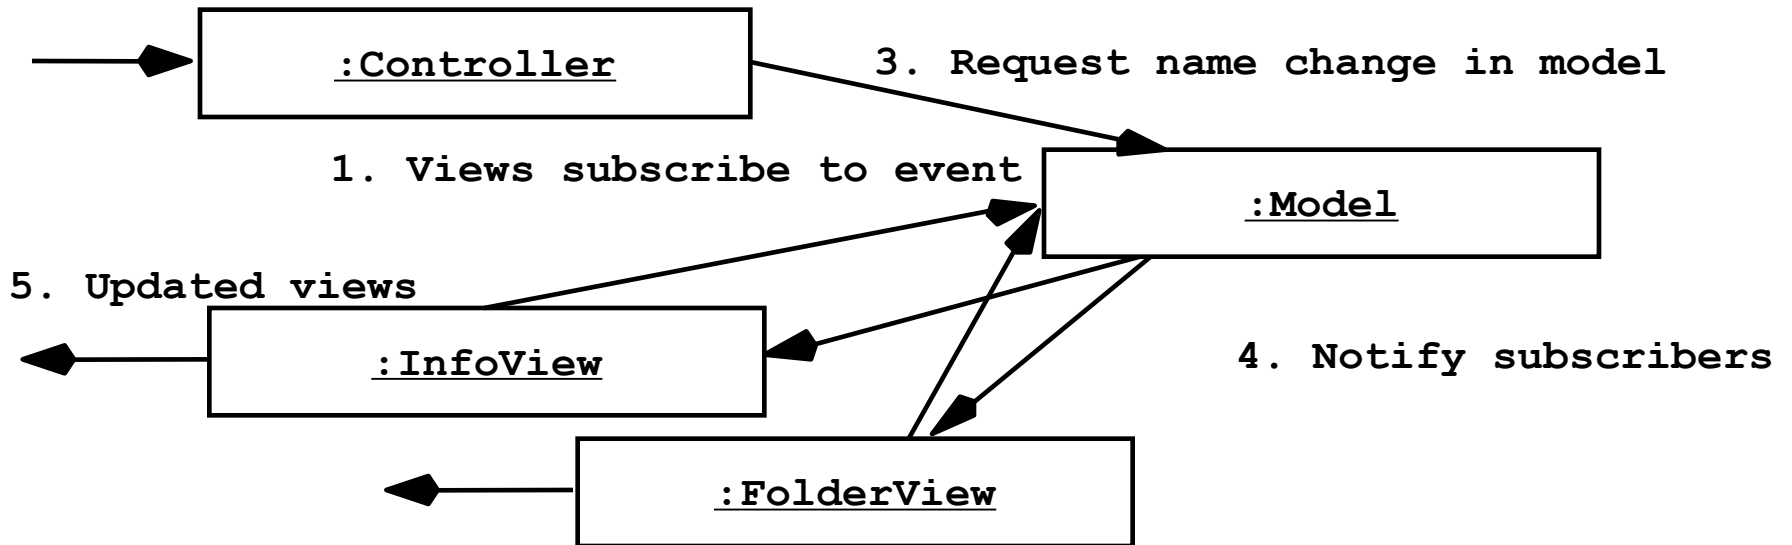 :Controller
3. Request name change in model
1. Views subscribe to event
:Model
5. Updated views
:InfoView
4. Notify subscribers
:FolderView